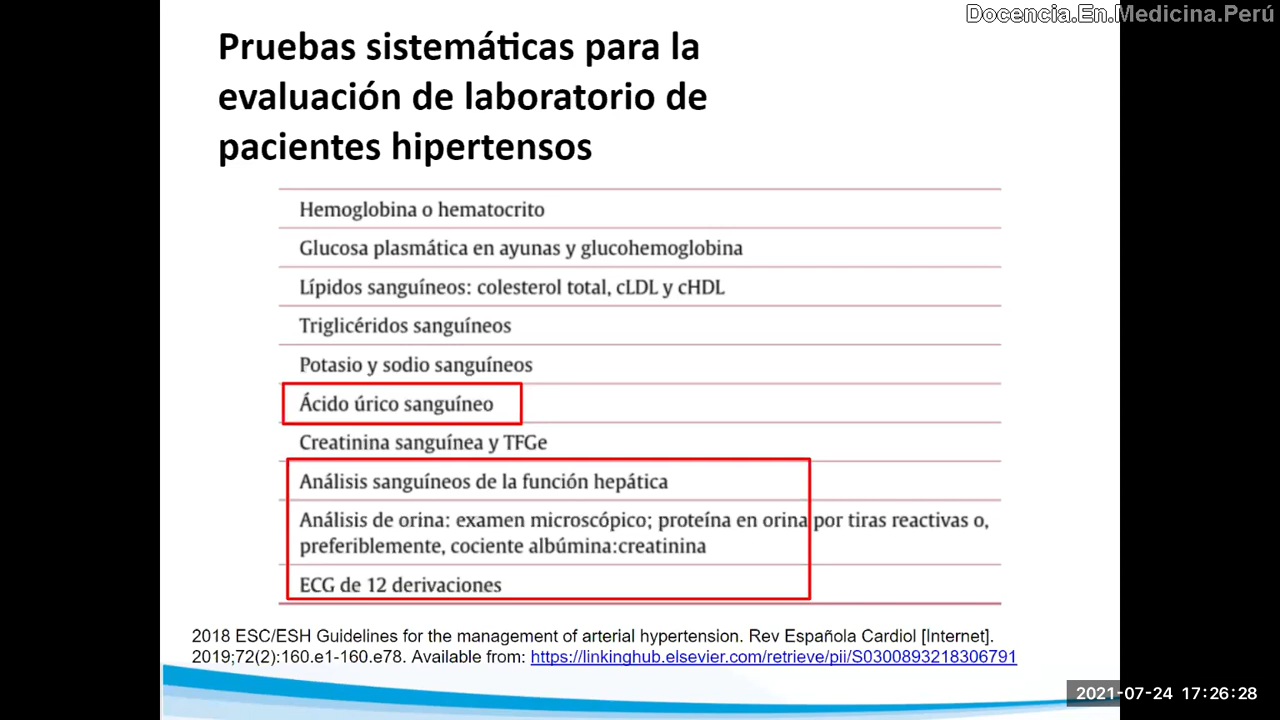 Docencia.En.Medicina.Perú
Pruebas sistemáticas para la
evaluación de laboratorio de
pacientes hipertensos
Hemoglobina o hematocrito
Glucosa plasmática en ayunas y glucohemoglobina
Lípidos sanguíneos: colesterol total, cLDL y cHDL
Triglicéridos sanguíneos
Potasio y sodio sanguíneos
Ácido úrico sanguíneo
Creatinina sanguínea y TFGe
Análisis sanguíneos de la función hepática
Análisis de orina: examen microscópico; proteína en orina por tiras reactivas o,
preferiblemente, cociente albúmina:creatinina
ECG de 12 derivaciones
2018 ESC/ESH Guidelines for the management of arterial hypertension. Rev Española Cardiol [Internet].
2019;72(2):160.e1-160.e78. Available from: https://linkinghub.elsevier.com/retrieve/pii/S0300893218306791
2021-07-24 17:26:28